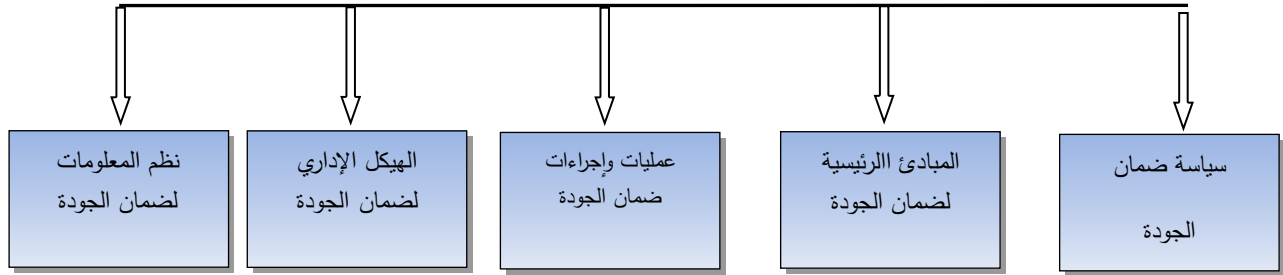 سياسة ضمان
الجودة
المبادئ االرئيسية
لضمان الجودة
عمليات وإجراءات
ضمان الجودة
الهيكل الإداري
لضمان الجودة
نظم المعلومات
لضمان الجودة